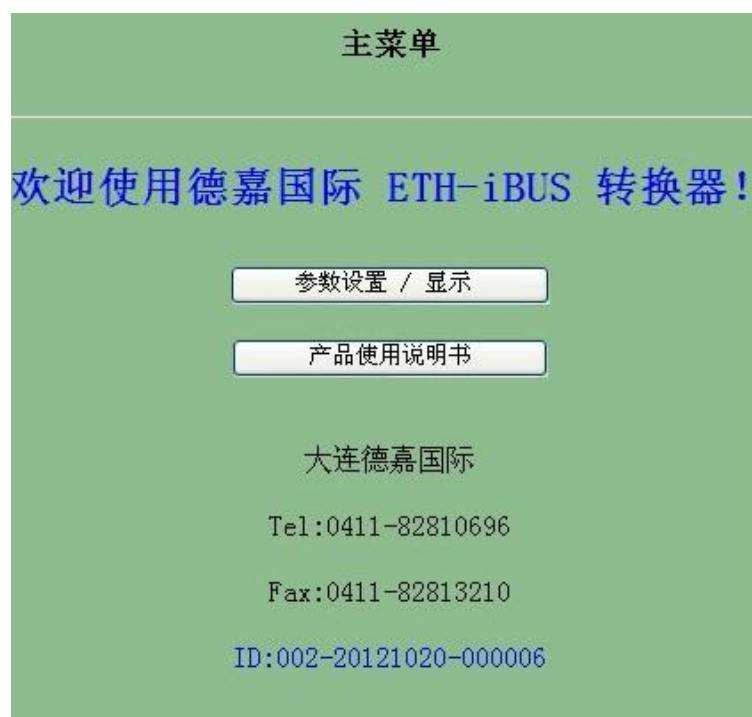 主菜单
欢迎使用德嘉国际 ETH-iBUS 转换器!
参数设置 / 显示
产品使用说明书
大连德嘉国际
Tel:0411-82810696
Fax:0411-82813210
ID:002-20121020-000006